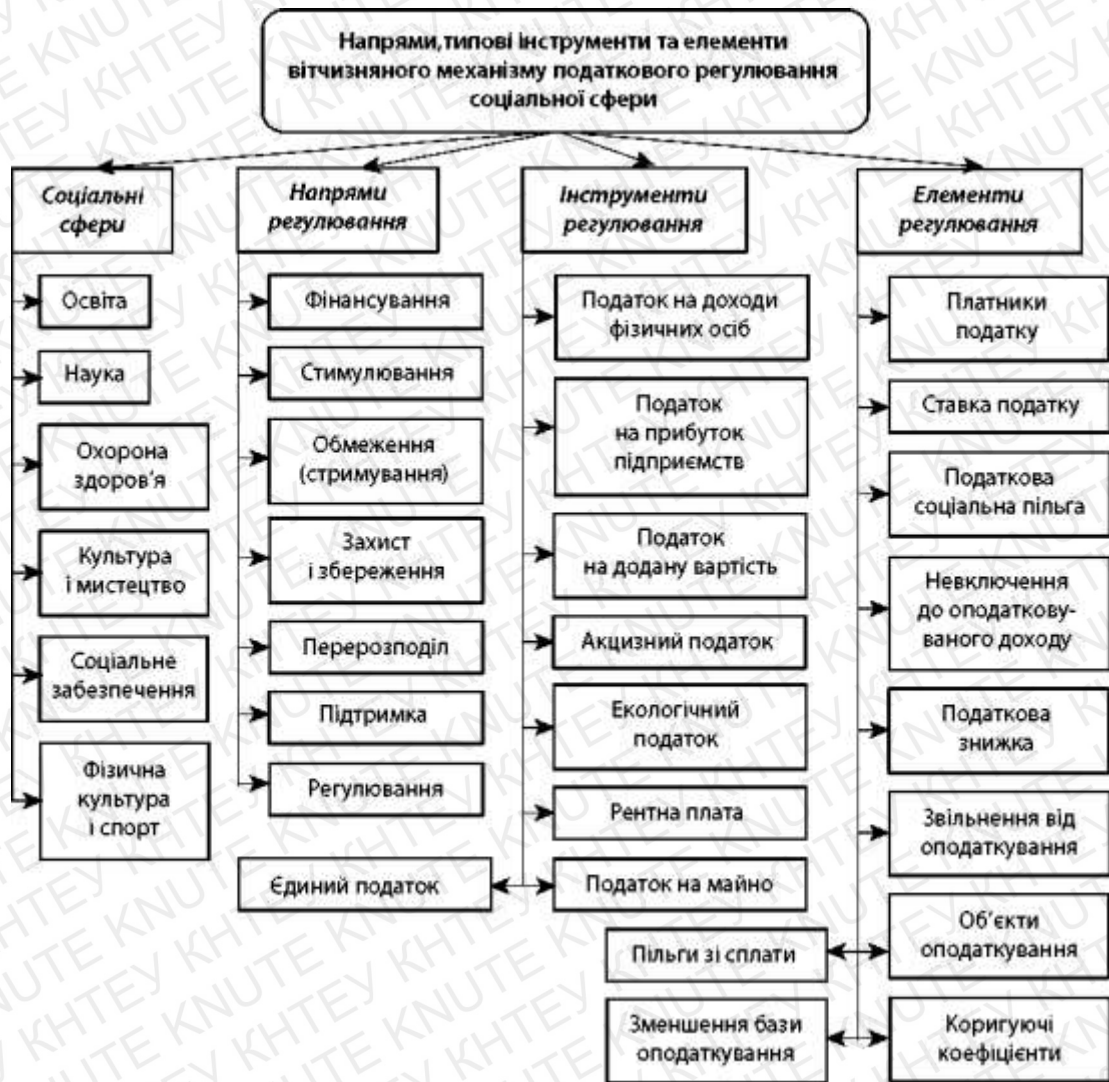 Напрями,типові інструменти та елементи
вітчизняного механізму податкового регулювання
соціальної сфери
Соціальні
сфери
Освіта
Наука
Охорона
здоров'я
Культура
і мистецтво
Соціальне
забезпечення
Фізична
культура
і спорт
Напрями
регулювання
Фінансування
Стимулювання
Обмеження
(стримування)
Захист
і збереження
Перерозподіл
Підтримка
Регулювання
Інструменти
регулювання
Податок на доходи
фізичних осіб
Податок
на прибуток
підприємств
Податок
на додану вартість
Акцизний податок
Екологічний
податок
Рентна плата
Єдиний податок
Податок на майно
Елементи
регулювання
Платники
податку
Ставка податку
Податкова
соціальна пільга
Невключення
до оподаткову-
ваного доходу
Податкова
знижка
Звільнення від
оподаткування
Пільги зі сплати
Об'єкти
оподаткування
Зменшення бази
оподаткування
Коригуючі
коефіцієнти
KNUTE KHTEY